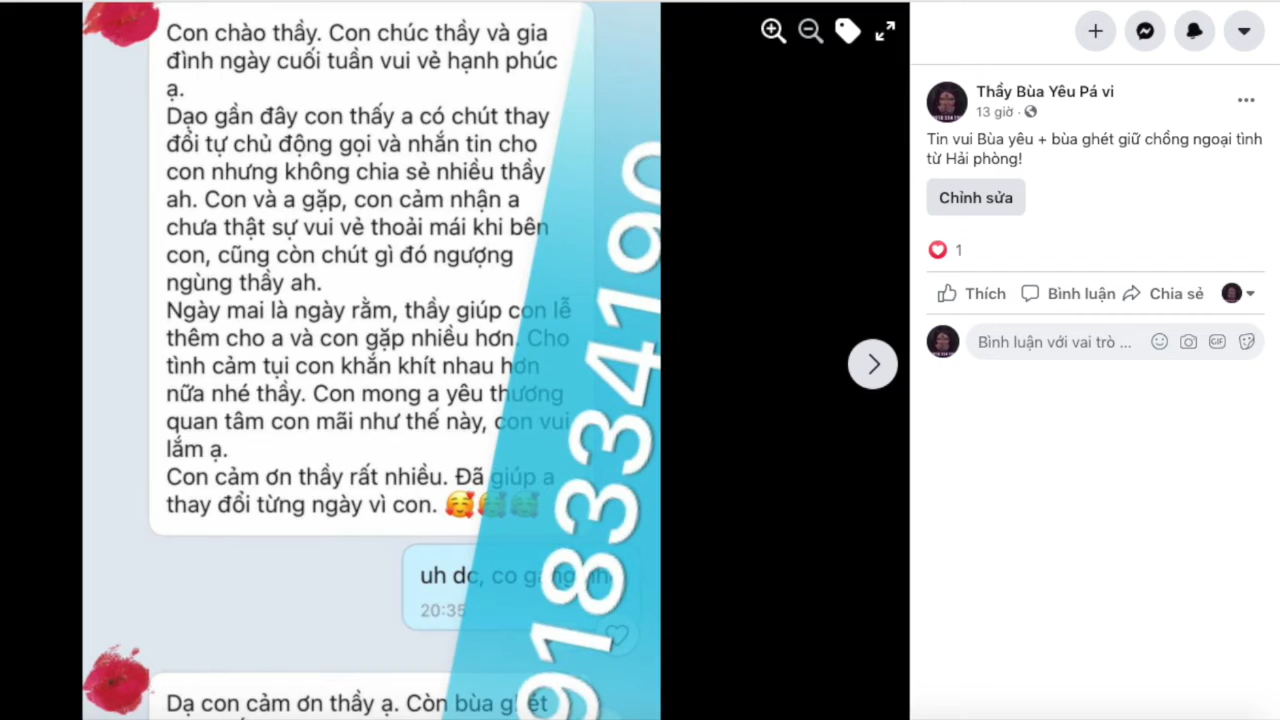 Con chào thầy. Con chúc thầy và gia
đình ngày cuối tuần vui vẻ hạnh phúc
ạ.
Dạo gần đây con thấy a có chút thay
đổi tự chủ động gọi và nhắn tin cho
con nhưng không chia sẻ nhiều thầy
ah. Con và a gặp, con cảm nhận a
chưa thật sự vui vẻ thoải mái khi bên
con, cũng còn chút gì đó ngượng
ngùng thầy ah.
Ngày mai là ngày rằm, thầy giúp con lễ
thêm cho a và con gặp nhiều hơn. Cho
tình cảm tụi con khắn khít nhau hơn
nữa nhé thầy. Con mong a yêu thương
quan tâm con mãi như thế này, con vui
lắm ạ.
Con cảm ơn thầy rất nhiều. Đã giúp a
thay đổi từng ngày vì con. 🥰🥰🥰
uh dc, co
20:35
Dạ con cảm ơn thầy ạ. Còn bùa ghét
918334190
Thầy Bùa Yêu Pá vi
13 giờ ·
Tin vui Bùa yêu + bùa ghét giữ chồng ngoại tình
từ Hải phòng!
Chỉnh sửa
1
Thích Bình luận Chia sẻ
Bình luận với vai trò ... GIF